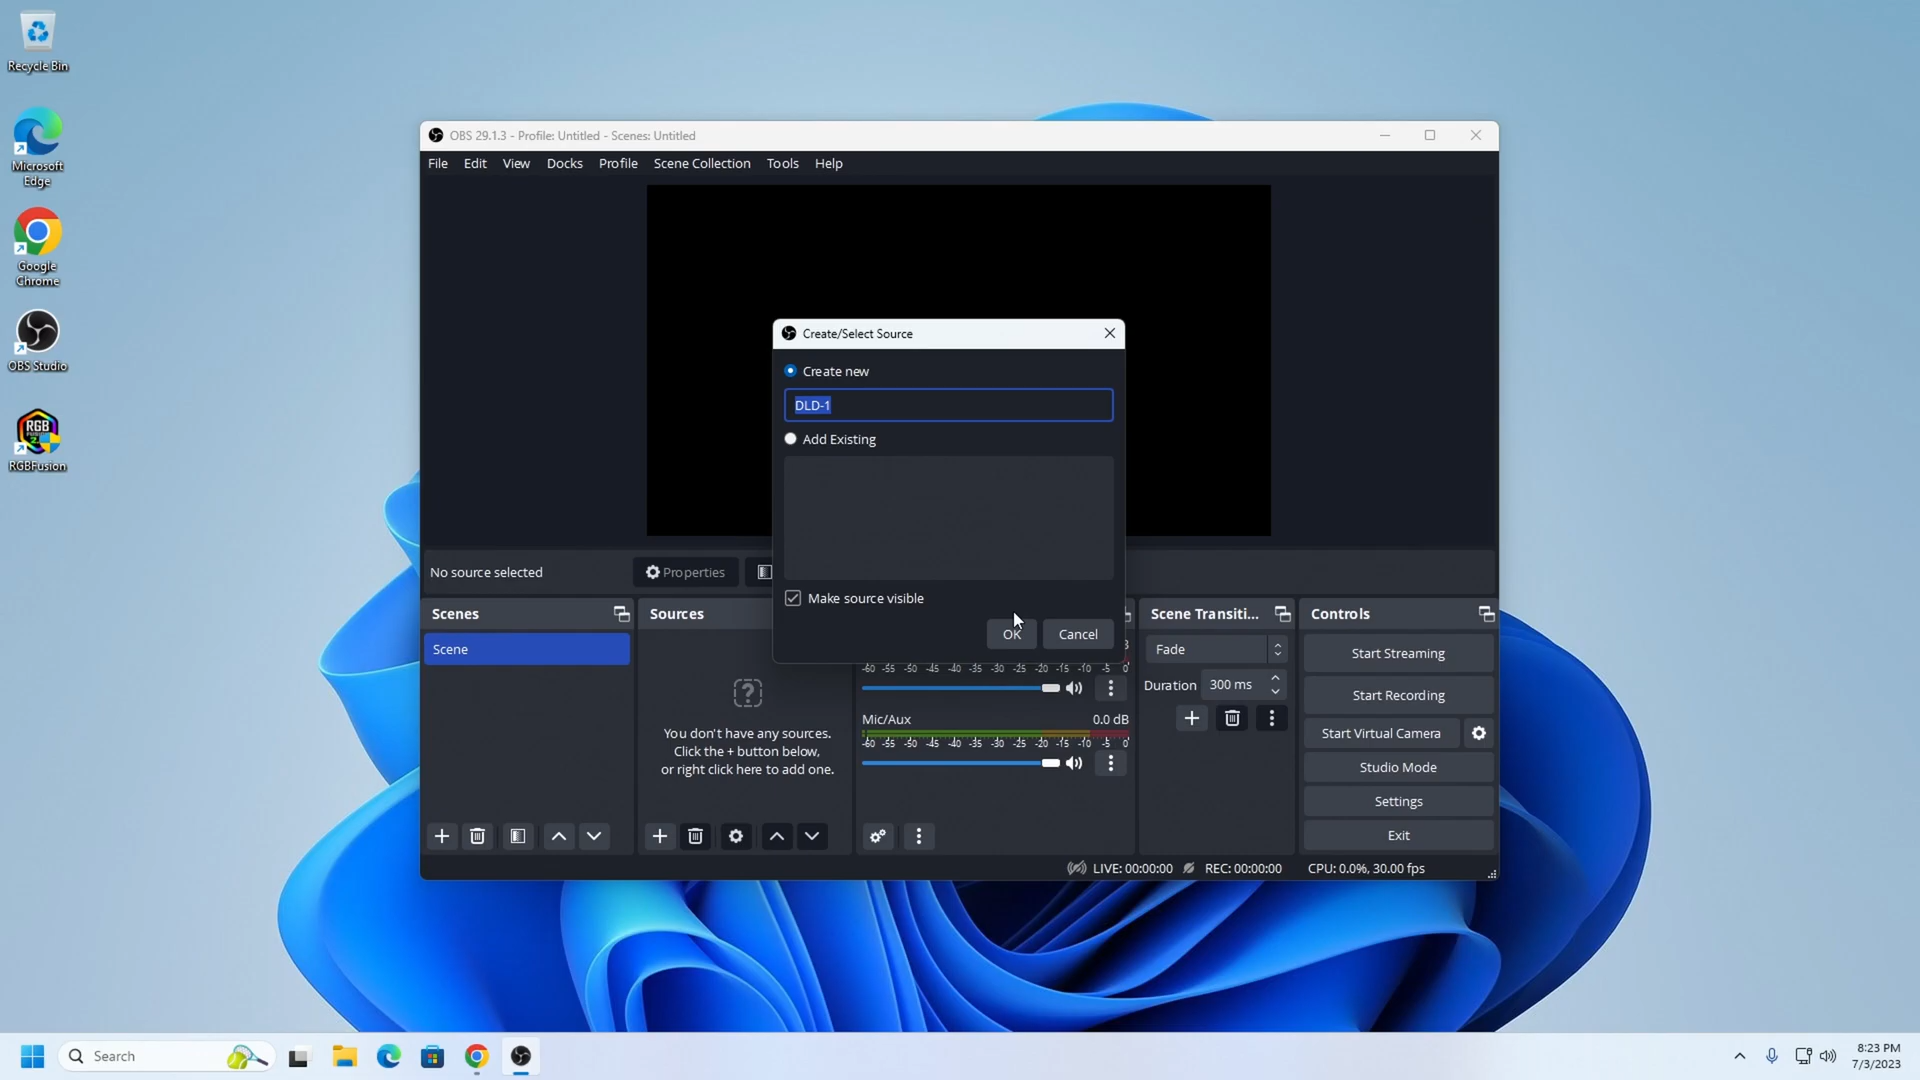 Recycle Bin
Microsoft
Edge
Google
Chrome
OBS Studio
RGB
RGBFusion
OBS 29.1.3 - Profile: Untitled - Scenes: Untitled
File Edit View Docks Profile Scene Collection Tools Help
Create/Select Source
Create new
DLD-1
Add Existing
Make source visible
OK Cancel
No source selected
Properties
Scenes
Scene
Sources
You don't have any sources.
Click the + button below,
or right click here to add one.
-60 -55 -50 -45 -40 -35 -30 -25 -20 -15 -10 -5 0
Mic/Aux 0.0 dB
-60 -55 -50 -45 -40 -35 -30 -25 -20 -15 -10 -5 0
Scene Transiti...
Fade
Duration 300 ms
Controls
Start Streaming
Start Recording
Start Virtual Camera
Studio Mode
Settings
Exit
LIVE: 00:00:00 REC: 00:00:00 CPU: 0.0%, 30.00 fps
Search
8:23 PM
7/3/2023